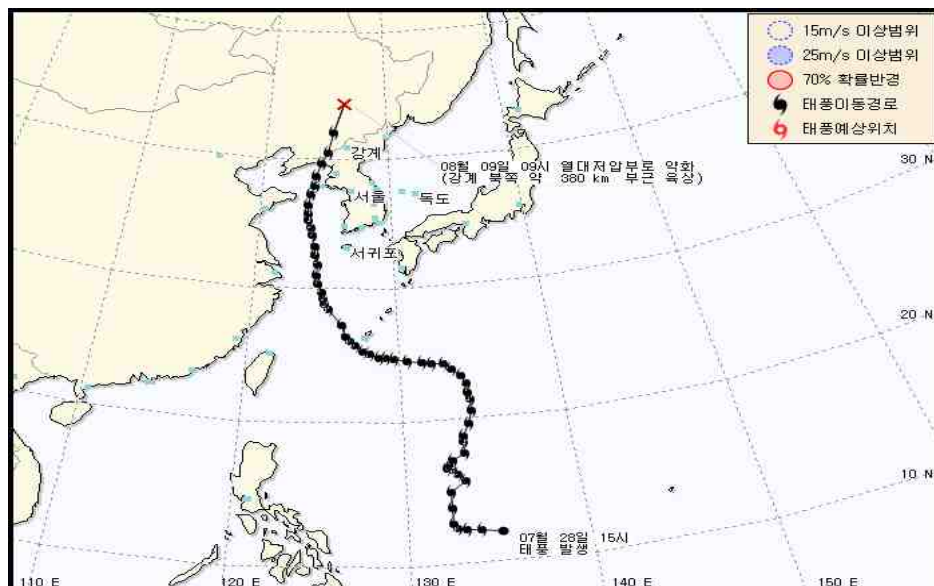 15m/s 이상범위
25m/s 이상범위
70% 확률반경
태풍이동경로
태풍예상위치
강계
08월 09일 09시 열대저압부로 약화
(강계 북쪽 약 380 km 부근 육상)
서울
독도
서귀포
30 N
20 N
10 N
07월 28일 15시
태풍 발생
110 E
120 E
130 E
140 E
150 E